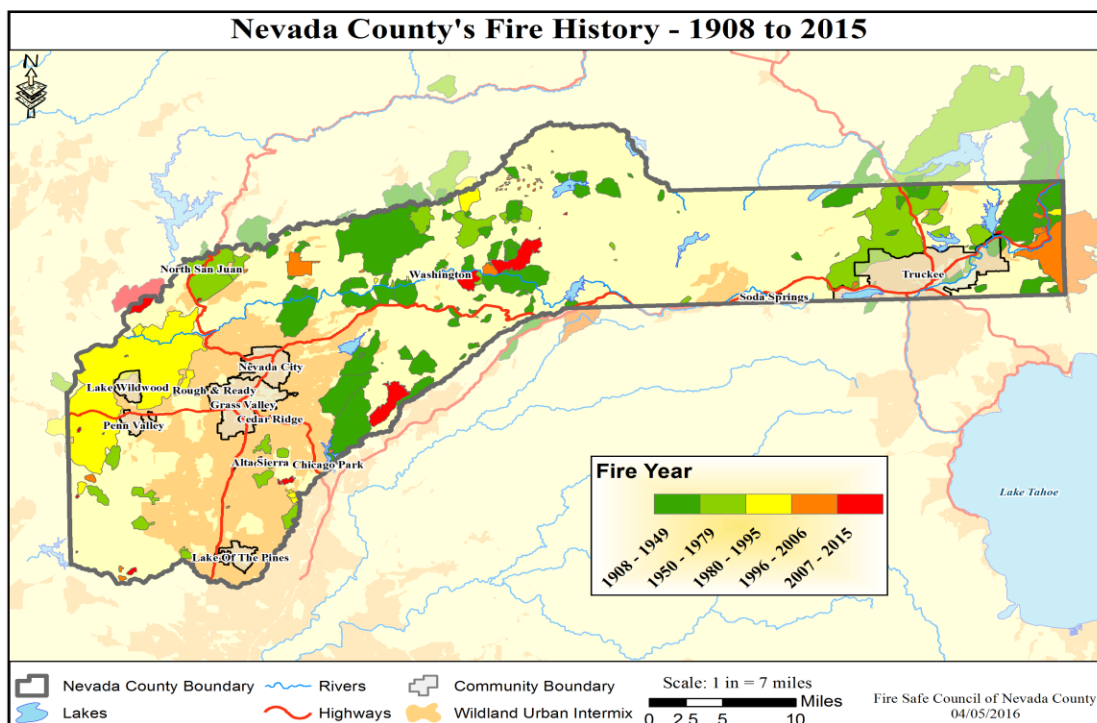 Nevada County's Fire History - 1908 to 2015
N
North San Juan
Washington
Truckee
Soda Springs
Nevada City
Lake Wildwood
Rough & Ready
Grass Valley
Penn Valley
Cedar Ridge
Alta Sierra
Chicago Park
Lake Of The Pines
Lake Tahoe
Fire Year
1908 - 1949
1950 - 1979
1980 - 1995
1996 - 2006
2007 - 2015
Nevada County Boundary
Rivers
Community Boundary
Scale: 1 in = 7 miles
Lakes
Highways
Wildland Urban Intermix
Miles
0 2.5 5 10
Fire Safe Council of Nevada County
04/05/2016